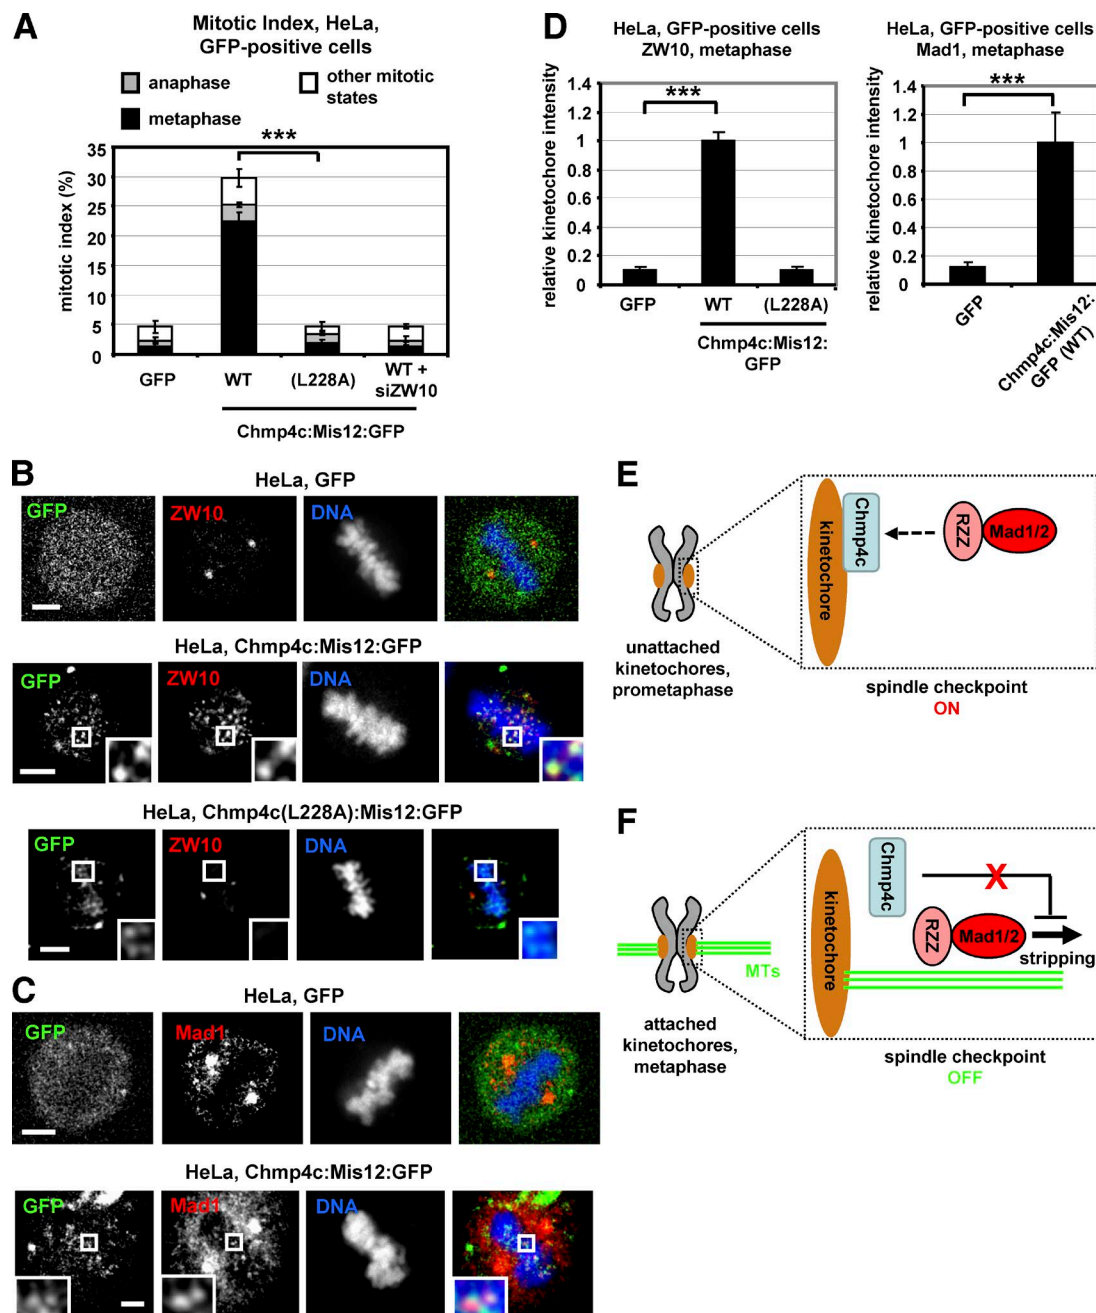 A
Mitotic Index, HeLa,
GFP-positive cells
anaphase
other mitotic
states
metaphase
***
mitotic index (%)
35
30
25
20
15
10
5
0
GFP
WT
(L228A)
WT +
siZW10
Chmp4c:Mis12:GFP
D
HeLa, GFP-positive cells
ZW10, metaphase
relative kinetochore intensity
1.4
1.2
1
0.8
0.6
0.4
0.2
0
***
GFP
WT
(L228A)
Chmp4c:Mis12:
GFP
HeLa, GFP-positive cells
Mad1, metaphase
relative kinetochore intensity
1.4
1.2
1
0.8
0.6
0.4
0.2
0
***
GFP
Chmp4c:Mis12:
GFP (WT)
B
HeLa, GFP
GFP
ZW10
DNA
HeLa, Chmp4c:Mis12:GFP
GFP
ZW10
DNA
HeLa, Chmp4c(L228A):Mis12:GFP
GFP
ZW10
DNA
C
HeLa, GFP
GFP
Mad1
DNA
HeLa, Chmp4c:Mis12:GFP
GFP
Mad1
DNA
E
kinetochore
Chmp4c
RZZ
Mad1/2
unattached
kinetochores,
prometaphase
spindle checkpoint
ON
F
kinetochore
Chmp4c
X
RZZ
Mad1/2
stripping
MTs
attached
kinetochores,
metaphase
spindle checkpoint
OFF